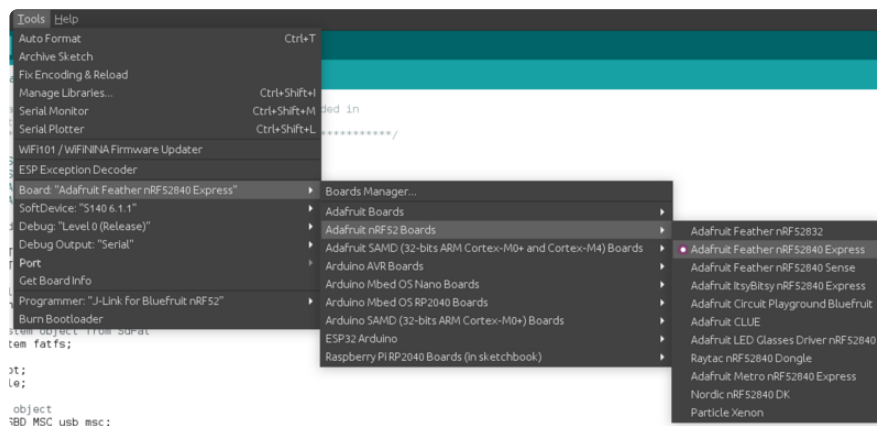 Tools Help
Auto Format Ctrl+T
Archive Sketch
Fix Encoding & Reload
Manage Libraries... Ctrl+Shift+I
Serial Monitor Ctrl+Shift+M
Serial Plotter Ctrl+Shift+L
WiFi101 / WiFiNINA Firmware Updater
ESP Exception Decoder
Board: "Adafruit Feather nRF52840 Express"
SoftDevice: "S140 6.1.1"
Debug: "Level 0 (Release)"
Debug Output: "Serial"
Port
Get Board Info
Programmer: "J-Link for Bluefruit nRF52"
Burn Bootloader
ded in
***********/
Boards Manager...
Adafruit Boards
Adafruit nRF52 Boards
Adafruit SAMD (32-bits ARM Cortex-M0+ and Cortex-M4) Boards
Arduino AVR Boards
Arduino Mbed OS Nano Boards
Arduino Mbed OS RP2040 Boards
Arduino SAMD (32-bits ARM Cortex-M0+) Boards
ESP32 Arduino
Raspberry Pi RP2040 Boards (in sketchbook)
Adafruit Feather nRF52832
Adafruit Feather nRF52840 Express
Adafruit Feather nRF52840 Sense
Adafruit ItsyBitsy nRF52840 Express
Adafruit Circuit Playground Bluefruit
Adafruit CLUE
Adafruit LED Glasses Driver nRF52840
Raytac nRF52840 Dongle
Adafruit Metro nRF52840 Express
Nordic nRF52840 DK
Particle Xenon
stem object from SdFat
tem fatfs;
ot;
le;
object
SBD_MSC usb_msc;